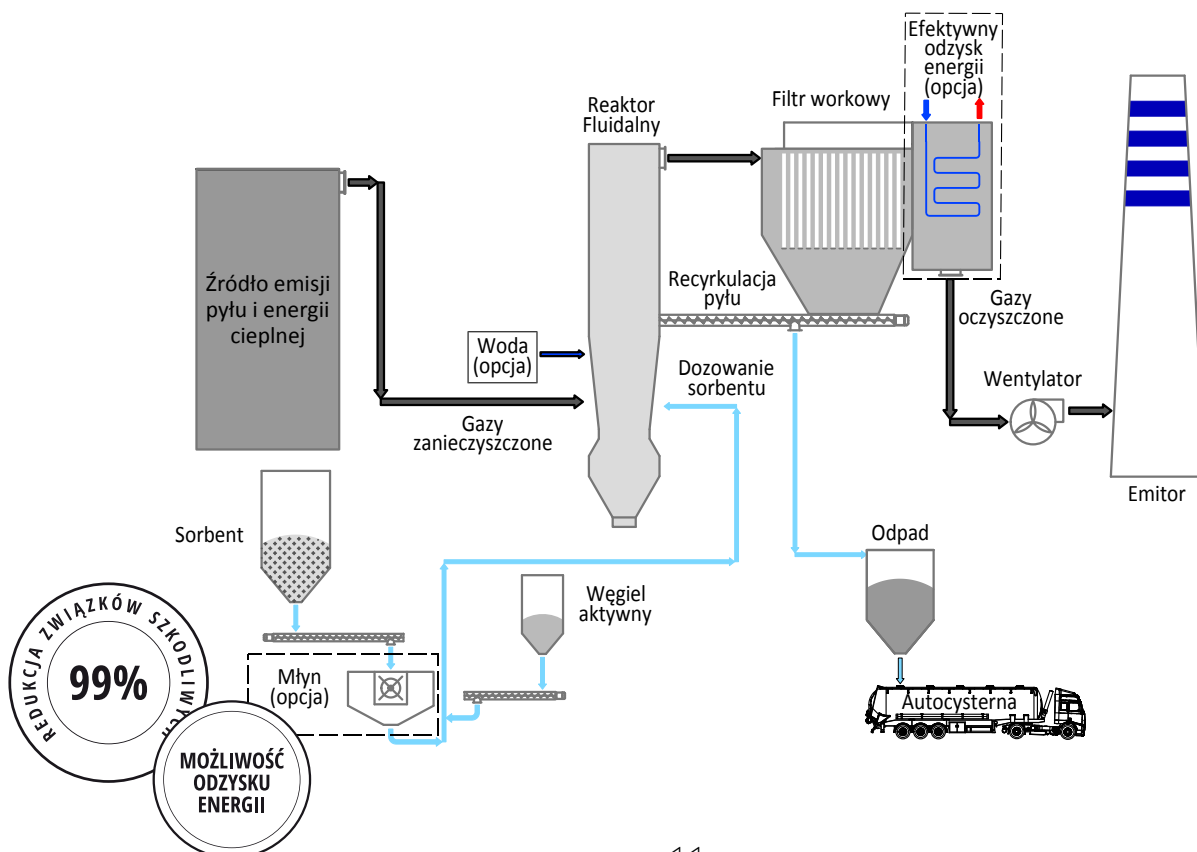 Efektywny
odzysk
energii
(opcja)
Reaktor
Fluidalny
Filtr workowy
Źródło emisji
pyłu i energii
cieplnej
Recyrkulacja
pyłu
Gazy
oczyszczone
Woda
(opcja)
Dozowanie
sorbentu
Wentylator
Gazy
zanieczyszczone
Emitor
Sorbent
Odpad
Węgiel
aktywny
REDUKCJA ZWIĄZKÓW SZKODLIWYCH
99%
Młyn
(opcja)
Autocysterna
MOŻLIWOŚĆ
ODZYSKU
ENERGII